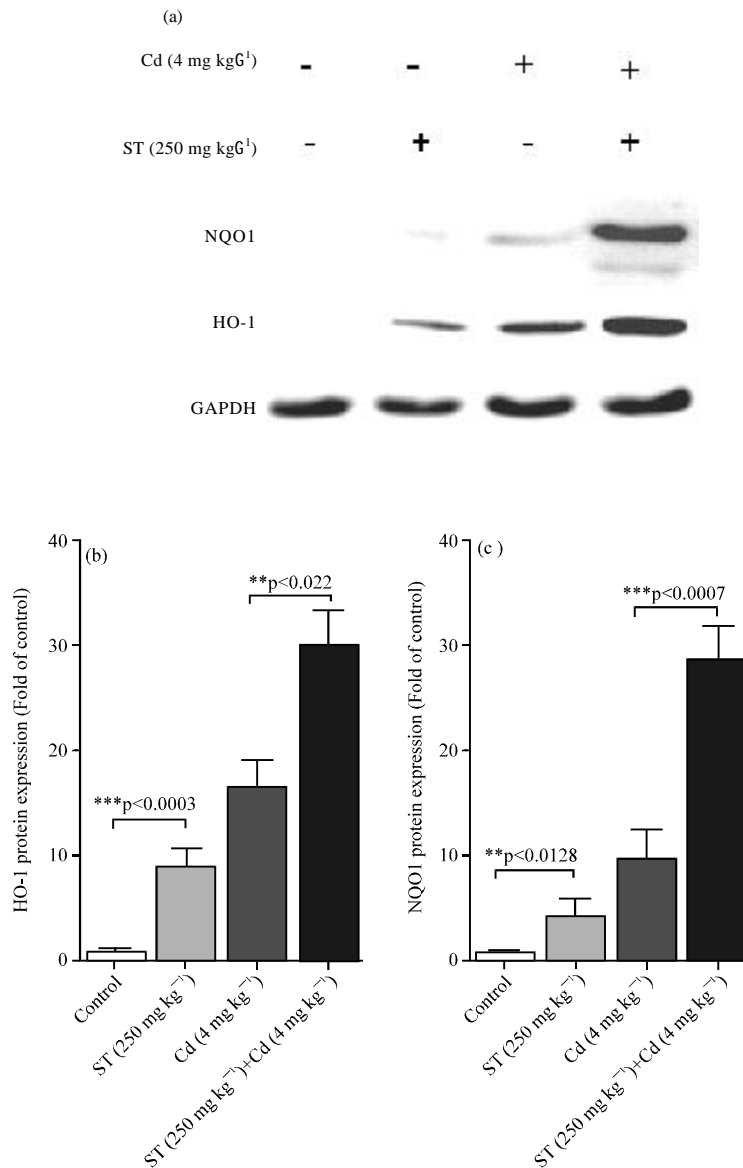 (a)
Cd (4 mg kgG¹) - - + +
ST (250 mg kgG¹) - + - +
NQO1
HO-1
GAPDH
(b)
HO-1 protein expression (Fold of control)
40
30
20
10
0
**p<0.022
***p<0.0003
Control
ST (250 mg kg⁻¹)
Cd (4 mg kg⁻¹)
ST (250 mg kg⁻¹)+Cd (4 mg kg⁻¹)
(c )
NQO1 protein expression (Fold of control)
40
30
20
10
0
***p<0.0007
**p<0.0128
Control
ST (250 mg kg⁻¹)
Cd (4 mg kg⁻¹)
ST (250 mg kg⁻¹)+Cd (4 mg kg⁻¹)